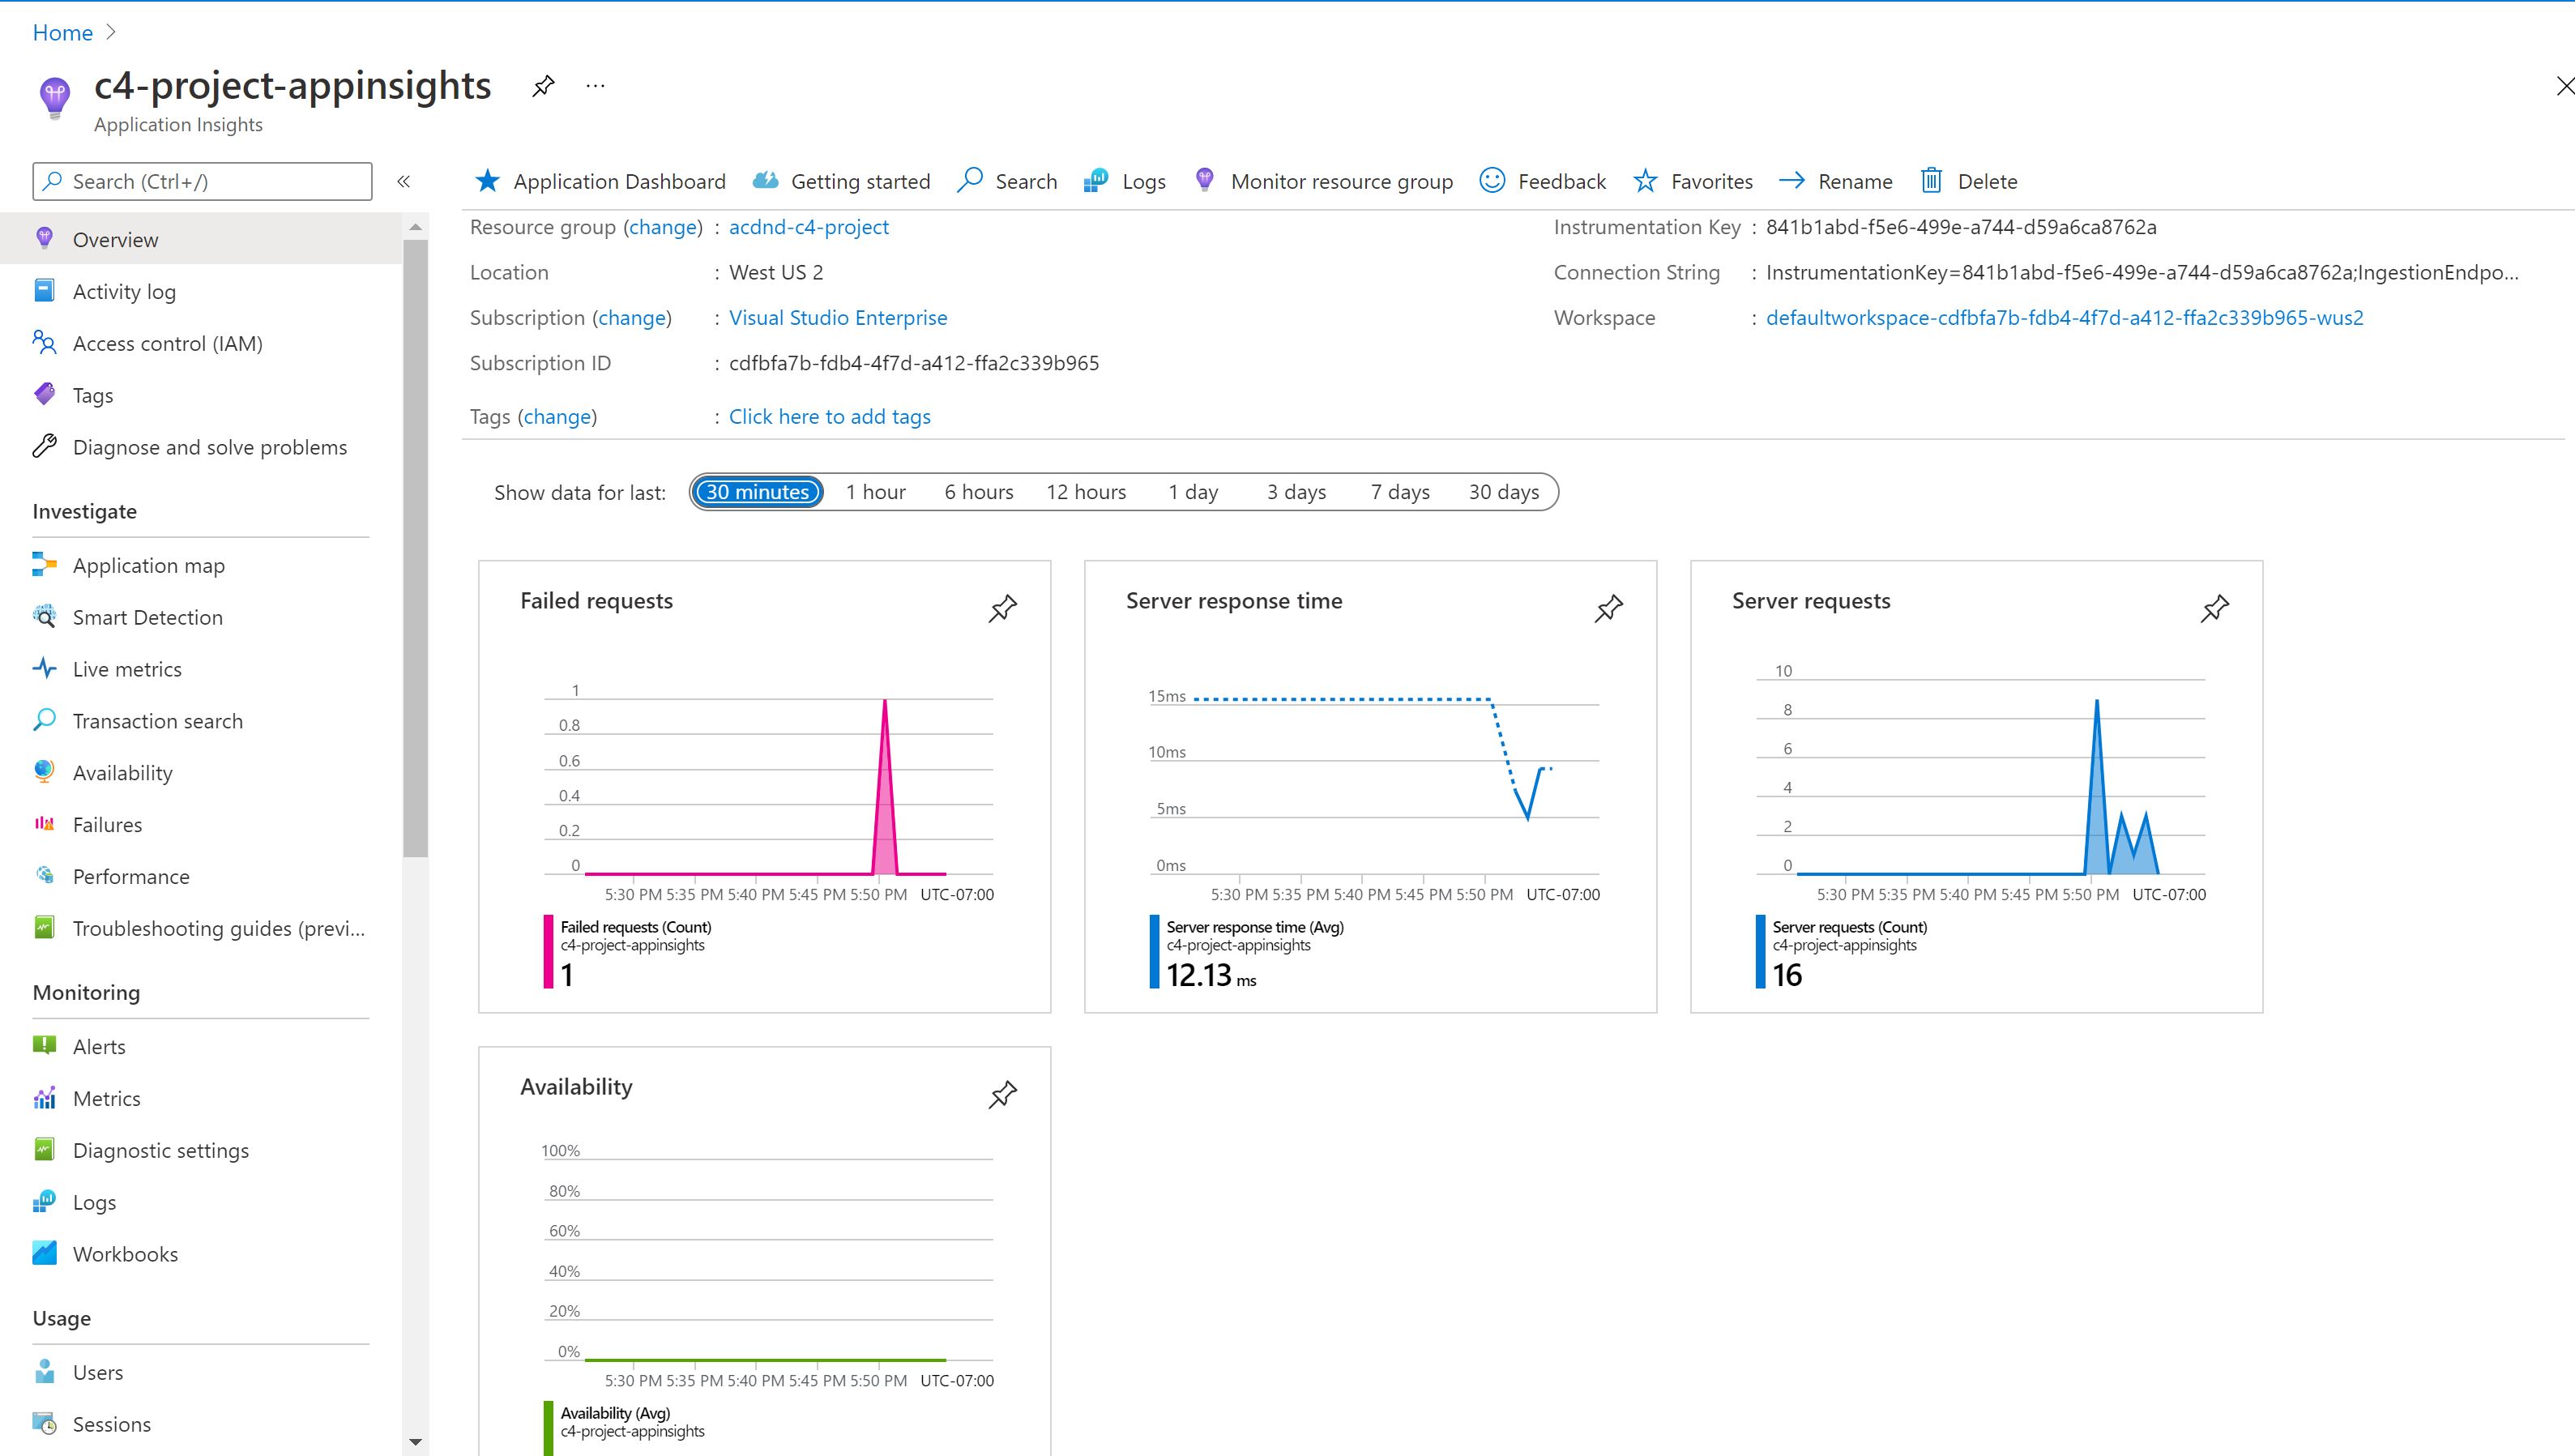 Home
c4-project-appinsights
Application Insights
Search (Ctrl+/)
Overview
Activity log
Access control (IAM)
Tags
Diagnose and solve problems
Investigate
Application map
Smart Detection
Live metrics
Transaction search
Availability
Failures
Performance
Troubleshooting guides (previ...
Monitoring
Alerts
Metrics
Diagnostic settings
Logs
Workbooks
Usage
Users
Sessions
Application Dashboard Getting started Search Logs Monitor resource group Feedback Favorites Rename Delete
Resource group (change) : acdnd-c4-project
Location : West US 2
Subscription (change) : Visual Studio Enterprise
Subscription ID : cdfbfa7b-fdb4-4f7d-a412-ffa2c339b965
Tags (change) : Click here to add tags
Instrumentation Key : 841b1abd-f5e6-499e-a744-d59a6ca8762a
Connection String : InstrumentationKey=841b1abd-f5e6-499e-a744-d59a6ca8762a;IngestionEndpo...
Workspace : defaultworkspace-cdfbfa7b-fdb4-4f7d-a412-ffa2c339b965-wus2
Show data for last: 30 minutes 1 hour 6 hours 12 hours 1 day 3 days 7 days 30 days
Failed requests
1
0.8
0.6
0.4
0.2
0
5:30 PM 5:35 PM 5:40 PM 5:45 PM 5:50 PM UTC-07:00
Failed requests (Count)
c4-project-appinsights
1
Server response time
15ms
10ms
5ms
0ms
5:30 PM 5:35 PM 5:40 PM 5:45 PM 5:50 PM UTC-07:00
Server response time (Avg)
c4-project-appinsights
12.13 ms
Server requests
10
8
6
4
2
0
5:30 PM 5:35 PM 5:40 PM 5:45 PM 5:50 PM UTC-07:00
Server requests (Count)
c4-project-appinsights
16
Availability
100%
80%
60%
40%
20%
0%
5:30 PM 5:35 PM 5:40 PM 5:45 PM 5:50 PM UTC-07:00
Availability (Avg)
c4-project-appinsights